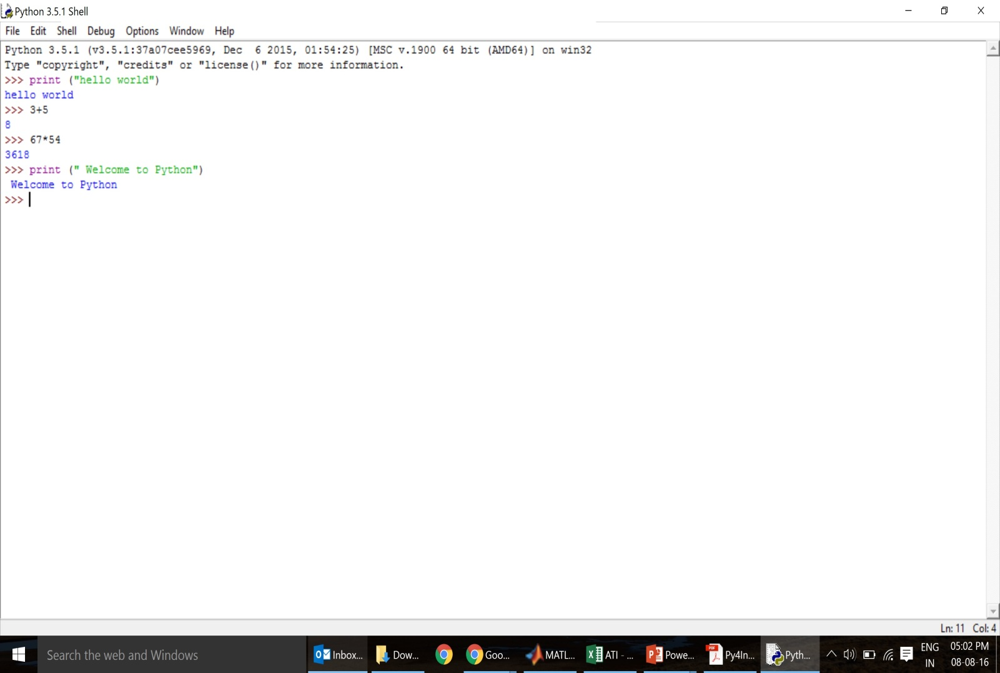 Python 3.5.1 Shell
File Edit Shell Debug Options Window Help
Python 3.5.1 (v3.5.1:37a07cee5969, Dec  6 2015, 01:54:25) [MSC v.1900 64 bit (AMD64)] on win32
Type "copyright", "credits" or "license()" for more information.
>>> print ("hello world")
hello world
>>> 3+5
8
>>> 67*54
3618
>>> print (" Welcome to Python")
 Welcome to Python
>>>
Ln: 11 Col: 4
Search the web and Windows Inbox... Dow... Goo... MATL... ATI - ... Powe... Py4In... Pyth... ENG 05:02 PM
IN 08-08-16